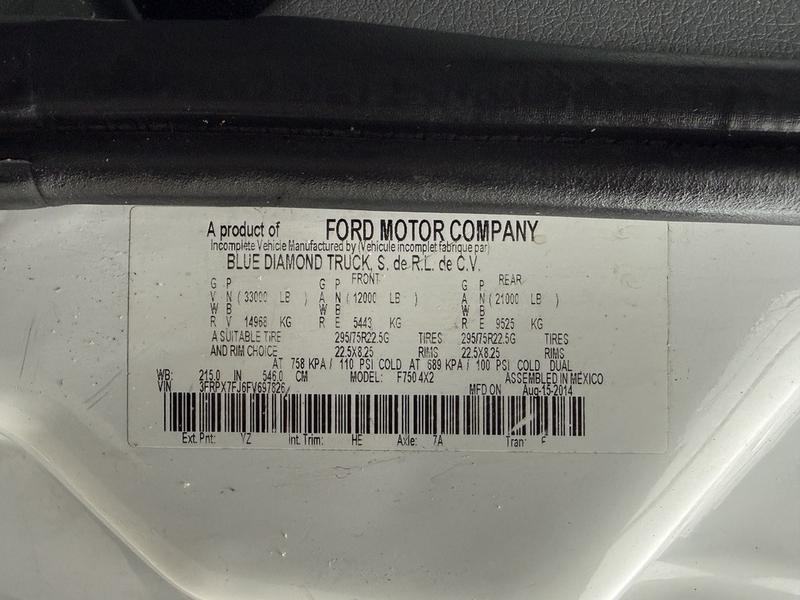 A product of FORD MOTOR COMPANY
Incomplete Vehicle Manufactured by (Vehicule incomplet fabrique par)
BLUE DIAMOND TRUCK, S. de R.L. de C.V.
FRONT REAR
G P G P G P
V N ( 33000 LB ) A N ( 12000 LB ) A N ( 21000 LB )
W B W B W B
R V 14968 KG R E 5443 KG R E 9525 KG
A SUITABLE TIRE 295/75R22.5G TIRES 295/75R22.5G TIRES
AND RIM CHOICE 22.5X8.25 RIMS 22.5X8.25 RIMS
AT 758 KPA / 110 PSI COLD AT 689 KPA / 100 PSI COLD DUAL
WB: 215.0 IN 546.0 CM MODEL: F750 4X2 ASSEMBLED IN MEXICO
VIN 3FRPX7FJ6FV697826 MFD ON Aug-15-2014
Ext. Pnt: YZ Int. Trim: HE Axle: 7A Tran: F